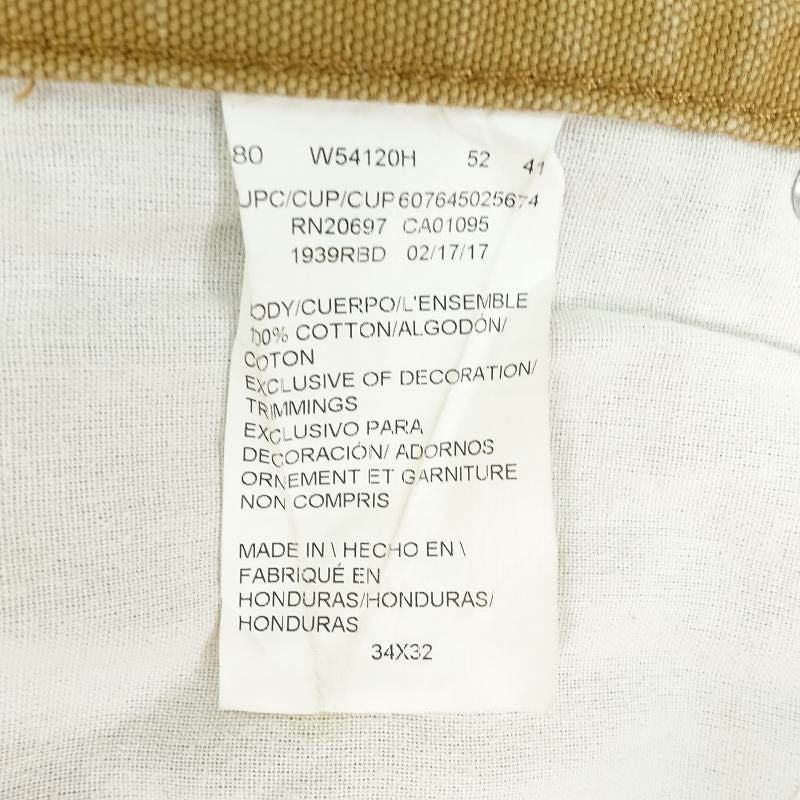 80 W54120H 52 41
UPC/CUP/CUP 607645025674
RN20697 CA01095
1939RBD 02/17/17
BODY/CUERPO/L'ENSEMBLE
100% COTTON/ALGODÓN/
COTON
EXCLUSIVE OF DECORATION/
TRIMMINGS
EXCLUSIVO PARA
DECORACIÓN/ ADORNOS
ORNEMENT ET GARNITURE
NON COMPRIS
MADE IN \ HECHO EN \
FABRIQUÉ EN
HONDURAS/HONDURAS/
HONDURAS
34X32